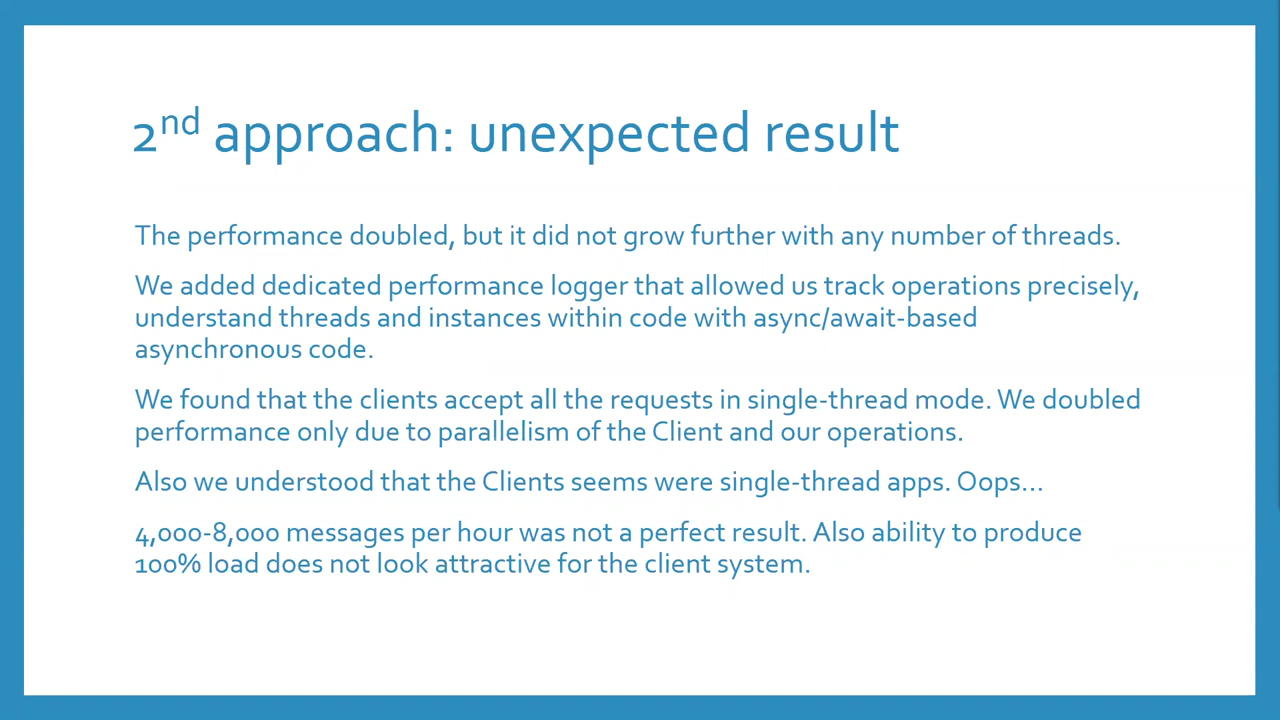 2nd approach: unexpected result
The performance doubled, but it did not grow further with any number of threads.
We added dedicated performance logger that allowed us track operations precisely,
understand threads and instances within code with async/await-based
asynchronous code.
We found that the clients accept all the requests in single-thread mode. We doubled
performance only due to parallelism of the Client and our operations.
Also we understood that the Clients seems were single-thread apps. Oops...
4,000-8,000 messages per hour was not a perfect result. Also ability to produce
100% load does not look attractive for the client system.